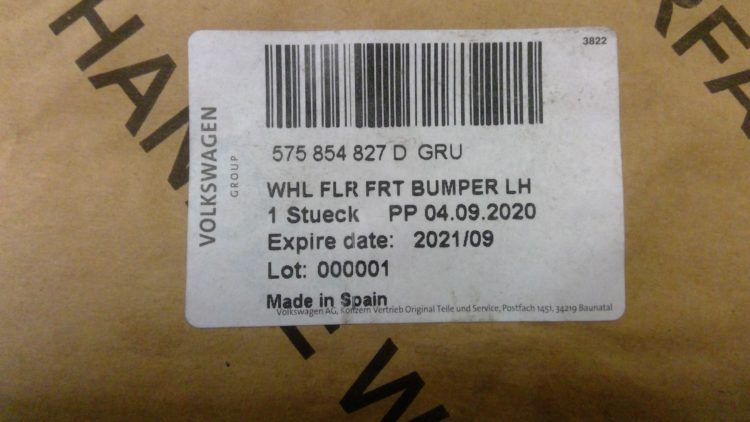 3822
VOLKSWAGEN
GROUP
575 854 827 D GRU
WHL FLR FRT BUMPER LH
1 Stueck PP 04.09.2020
Expire date: 2021/09
Lot: 000001
Made in Spain
Volkswagen AG, Konzern Vertrieb Original Teile und Service, Postfach 1451, 34219 Baunatal